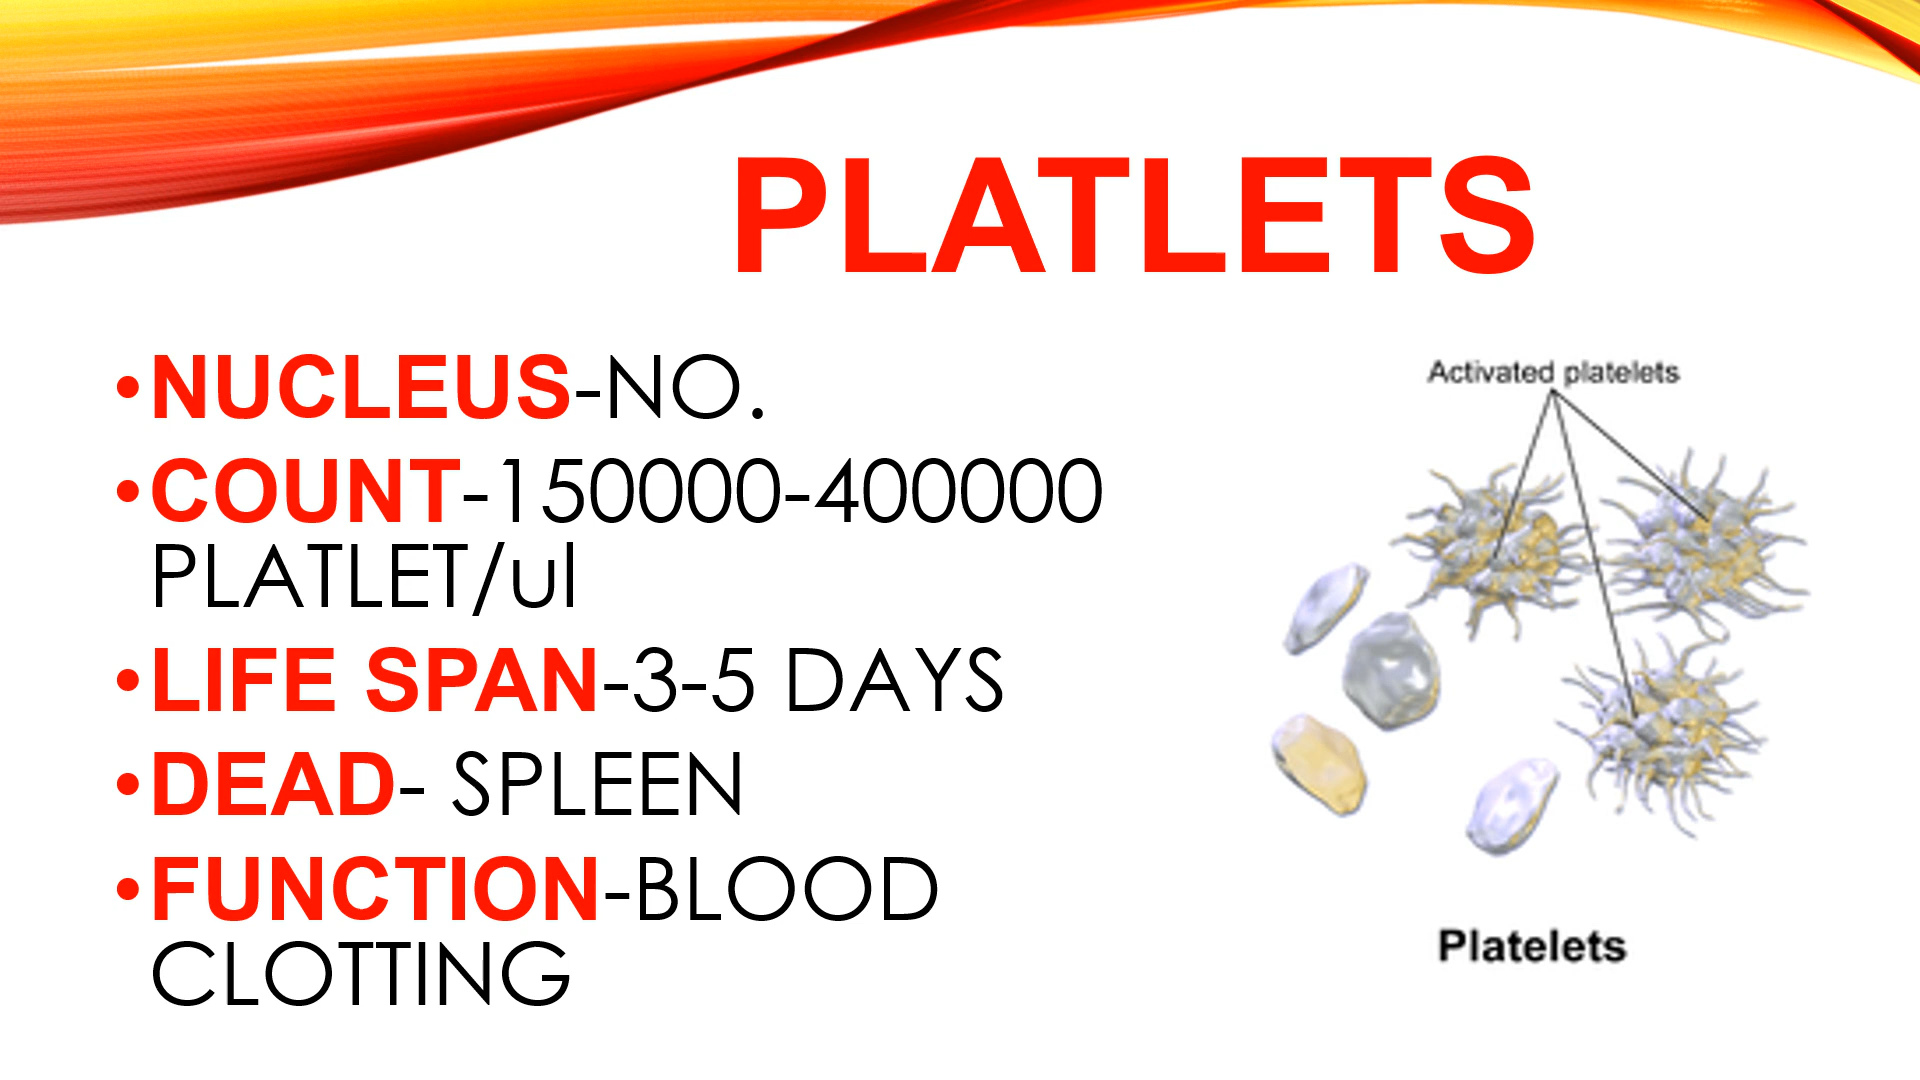 PLATLETS
•NUCLEUS-NO.
•COUNT-150000-400000
PLATLET/ul
•LIFE SPAN-3-5 DAYS
•DEAD- SPLEEN
•FUNCTION-BLOOD
CLOTTING
Activated platelets
Platelets